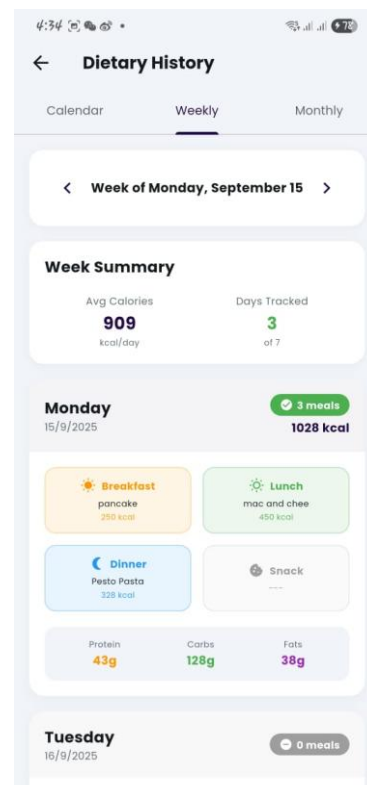 4:34
78
Dietary History
Calendar Weekly Monthly
Week of Monday, September 15
Week Summary
Avg Calories Days Tracked
909 3
kcal/day of 7
Monday 3 meals
15/9/2025 1028 kcal
Breakfast Lunch
pancake mac and chee
250 kcal 450 kcal
Dinner Snack
Pesto Pasta ---
328 kcal
Protein Carbs Fats
43g 128g 38g
Tuesday 0 meals
16/9/2025